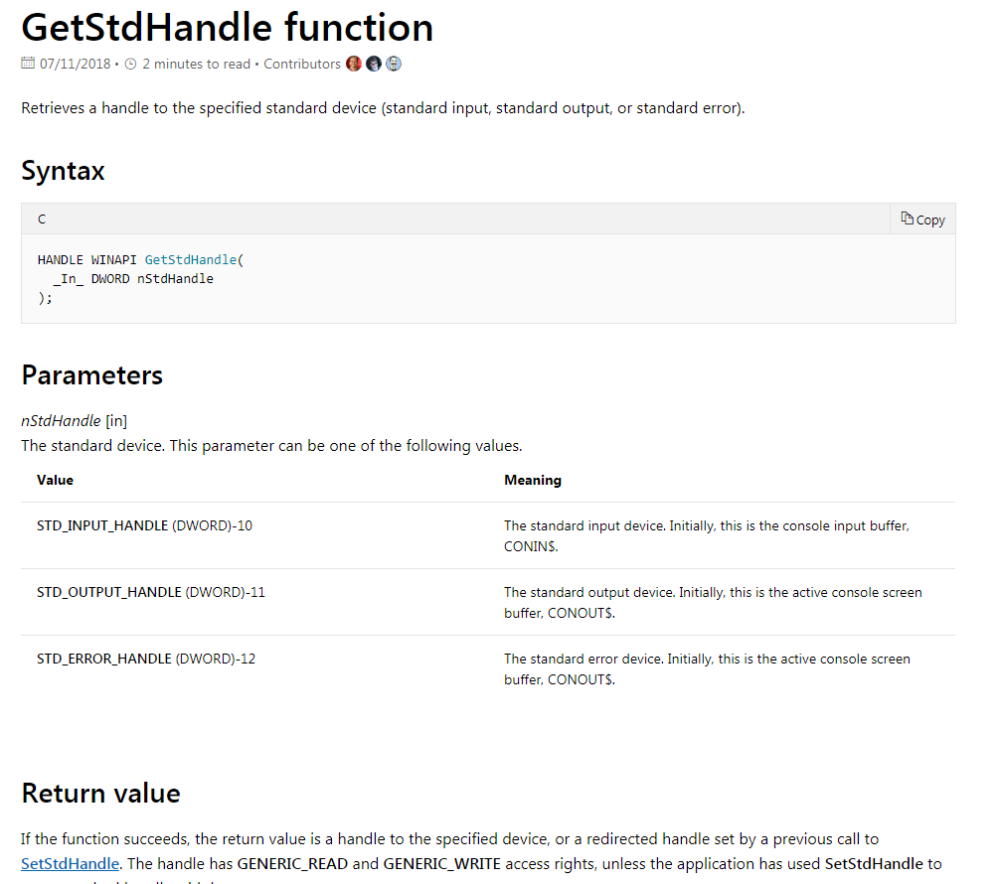 GetStdHandle function
07/11/2018 • 2 minutes to read • Contributors
Retrieves a handle to the specified standard device (standard input, standard output, or standard error).
Syntax
C
Copy
HANDLE WINAPI GetStdHandle(
  _In_ DWORD nStdHandle
);
Parameters
nStdHandle [in]
The standard device. This parameter can be one of the following values.
Value Meaning
STD_INPUT_HANDLE (DWORD)-10
The standard input device. Initially, this is the console input buffer,
CONIN$.
STD_OUTPUT_HANDLE (DWORD)-11
The standard output device. Initially, this is the active console screen
buffer, CONOUT$.
STD_ERROR_HANDLE (DWORD)-12
The standard error device. Initially, this is the active console screen
buffer, CONOUT$.
Return value
If the function succeeds, the return value is a handle to the specified device, or a redirected handle set by a previous call to
SetStdHandle. The handle has GENERIC_READ and GENERIC_WRITE access rights, unless the application has used SetStdHandle to